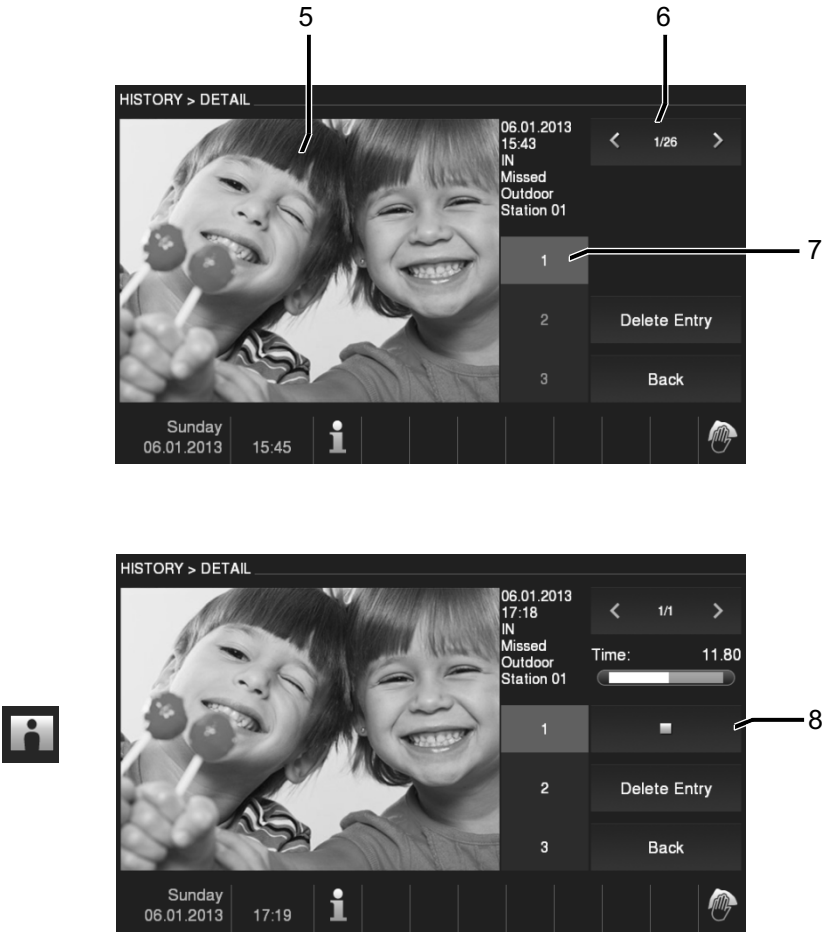 5
6
HISTORY > DETAIL
06.01.2013
15:43
IN
Missed
Outdoor
Station 01
1/26
7
1
2
Delete Entry
3
Back
Sunday
06.01.2013
15:45
HISTORY > DETAIL
06.01.2013
17:18
IN
Missed
Outdoor
Station 01
1/1
Time:
11.80
8
1
2
Delete Entry
3
Back
Sunday
06.01.2013
17:19